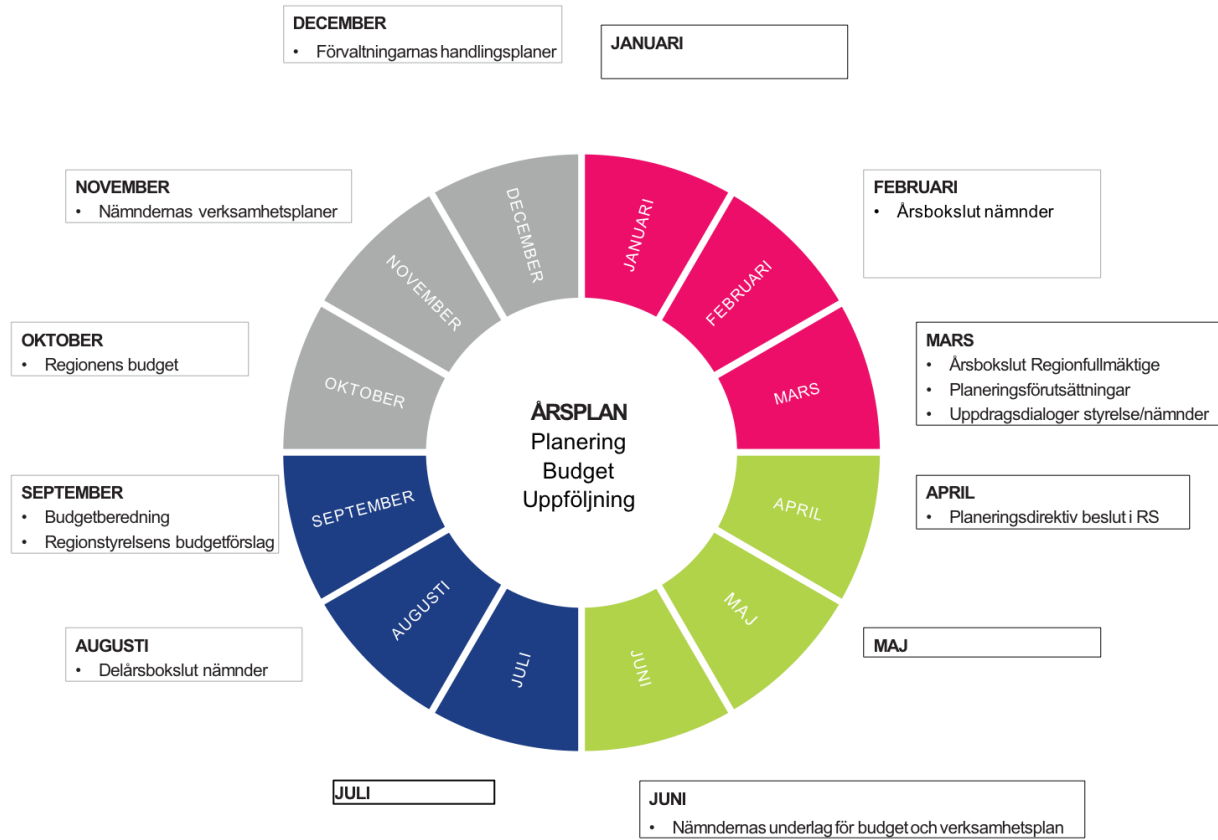 DECEMBER
• Förvaltningarnas handlingsplaner
JANUARI
NOVEMBER
• Nämndernas verksamhetsplaner
FEBRUARI
• Årsbokslut nämnder
OKTOBER
• Regionens budget
MARS
• Årsbokslut Regionfullmäktige
• Planeringsförutsättningar
• Uppdragsdialoger styrelse/nämnder
SEPTEMBER
• Budgetberedning
• Regionstyrelsens budgetförslag
APRIL
• Planeringsdirektiv beslut i RS
AUGUSTI
• Delårsbokslut nämnder
MAJ
JULI
JUNI
• Nämndernas underlag för budget och verksamhetsplan
JANUARI
FEBRUARI
MARS
APRIL
MAJ
JUNI
JULI
AUGUSTI
SEPTEMBER
OKTOBER
NOVEMBER
DECEMBER
ÅRSPLAN
Planering
Budget
Uppföljning